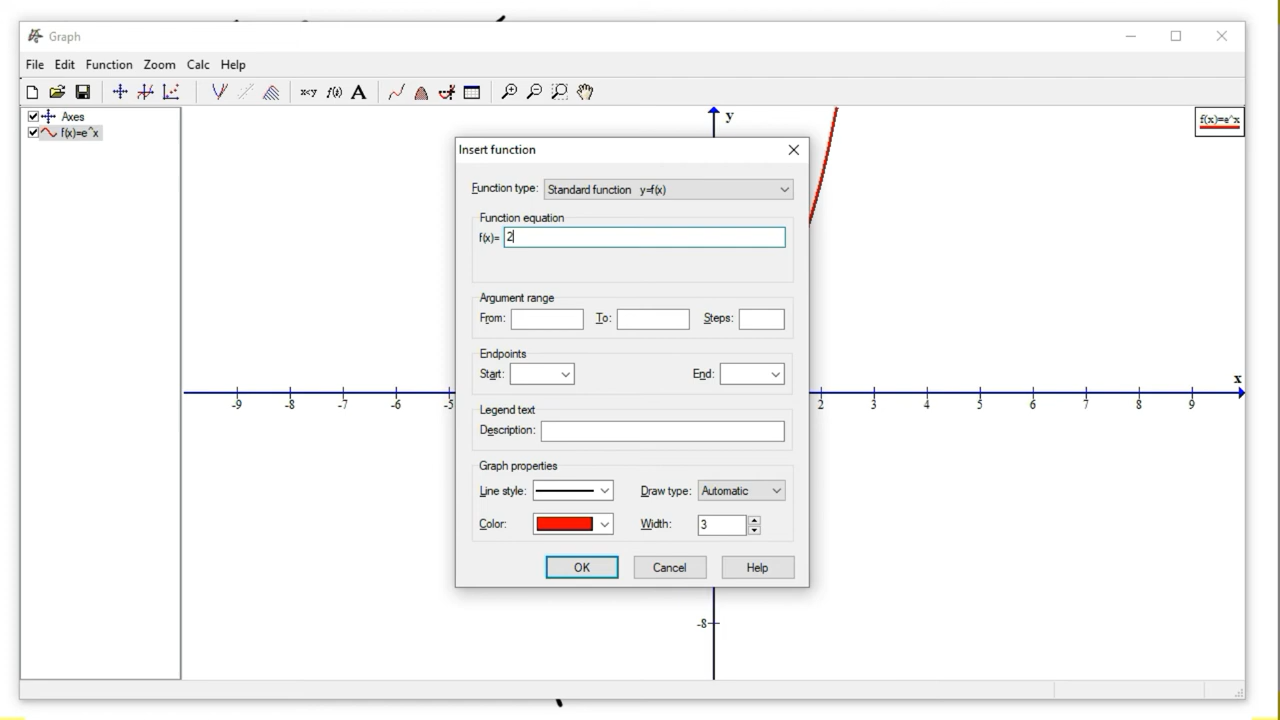 Graph
File Edit Function Zoom Calc Help
Axes
f(x)=e^x
y
f(x)=e^x
Insert function
Function type: Standard function y=f(x)
Function equation
f(x)= 2
Argument range
From: To: Steps:
Endpoints
Start: End:
Legend text
Description:
Graph properties
Line style: Draw type: Automatic
Color: Width: 3
OK Cancel Help
x
-9 -8 -7 -6 -5 2 3 4 5 6 7 8 9
-8